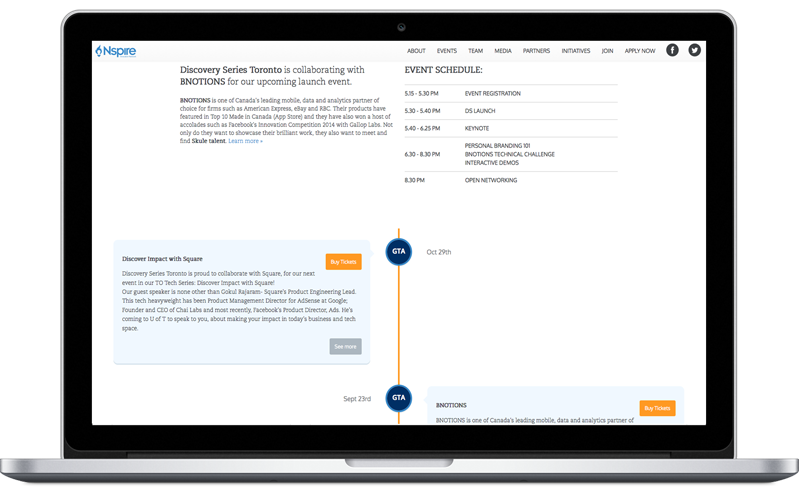 Nspire
ABOUT
EVENTS
TEAM
MEDIA
PARTNERS
INITIATIVES
JOIN
APPLY NOW
Discovery Series Toronto is collaborating with
BNOTIONS for our upcoming launch event.
BNOTIONS is one of Canada's leading mobile, data and analytics partner of
choice for firms such as American Express, eBay and RBC. Their products have
featured in Top 10 Made in Canada (App Store) and they have also won a host of
accolades such as Facebook's Innovation Competition 2014 with Gallop Labs. Not
only do they want to showcase their brilliant work, they also want to meet and
find Skule talent. Learn more »
EVENT SCHEDULE:
5.15 - 5.30 PM EVENT REGISTRATION
5.30 - 5.40 PM DS LAUNCH
5.40 - 6.25 PM KEYNOTE
PERSONAL BRANDING 101
6.30 - 8.30 PM BNOTIONS TECHNICAL CHALLENGE
INTERACTIVE DEMOS
8.30 PM OPEN NETWORKING
GTA
Oct 29th
Discover Impact with Square
Buy Tickets
Discovery Series Toronto is proud to collaborate with Square, for our next
event in our TO Tech Series: Discover Impact with Square!
Our guest speaker is none other than Gokul Rajaram- Square's Product Engineering Lead.
This tech heavyweight has been Product Management Director for AdSense at Google;
Founder and CEO of Chai Labs and most recently, Facebook's Product Director, Ads. He's
coming to U of T to speak to you, about making your impact in today's business and tech
space.
See more
Sept 23rd
GTA
BNOTIONS
Buy Tickets
BNOTIONS is one of Canada's leading mobile, data and analytics partner of